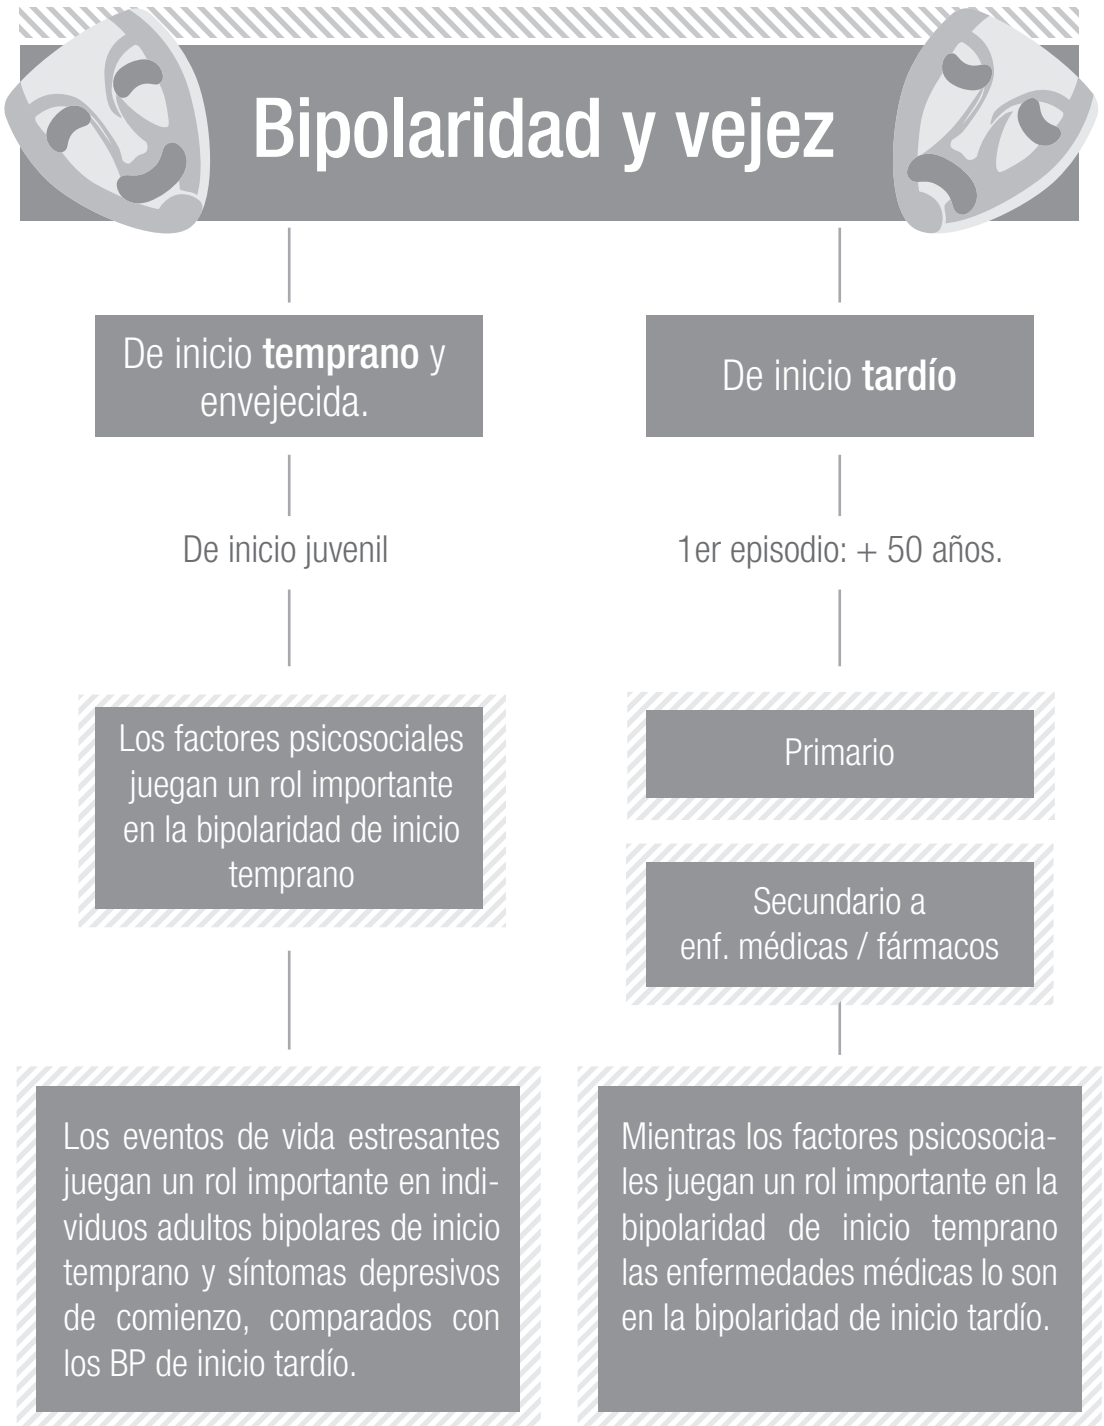 Bipolaridad y vejez
De inicio temprano y
envejecida.
De inicio juvenil
Los factores psicosociales
juegan un rol importante
en la bipolaridad de inicio
temprano
Los eventos de vida estresantes
juegan un rol importante en indi-
viduos adultos bipolares de inicio
temprano y síntomas depresivos
de comienzo, comparados con
los BP de inicio tardío.
De inicio tardío
1er episodio: + 50 años.
Primario
Secundario a
enf. médicas / fármacos
Mientras los factores psicosocia-
les juegan un rol importante en la
bipolaridad de inicio temprano
las enfermedades médicas lo son
en la bipolaridad de inicio tardío.